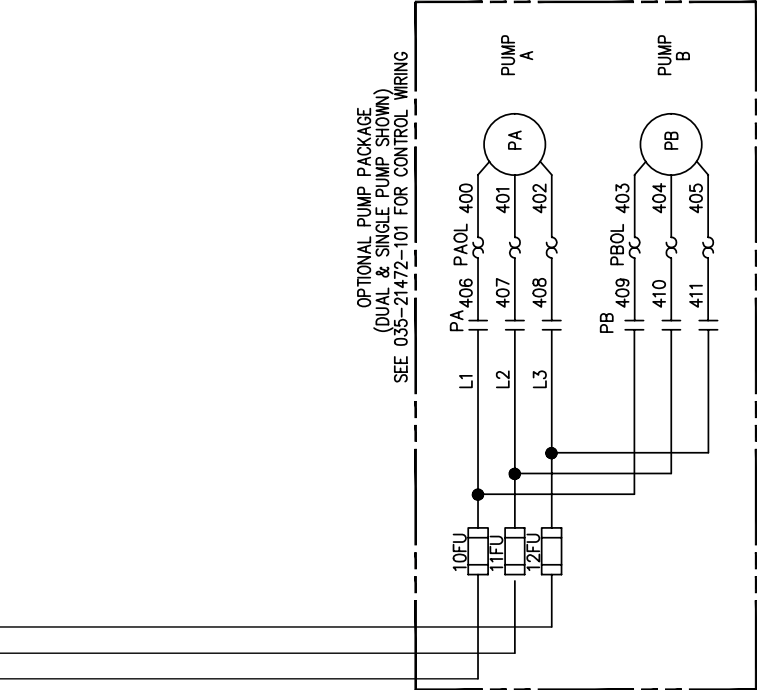 OPTIONAL PUMP PACKAGE
(DUAL & SINGLE PUMP SHOWN)
SEE 035-21472-101 FOR CONTROL WIRING
PUMP
A
PUMP
B
PA
PB
400
401
402
403
404
405
PAOL
PBOL
406
407
408
409
410
411
PA
PB
L1
L2
L3
10FU
11FU
12FU